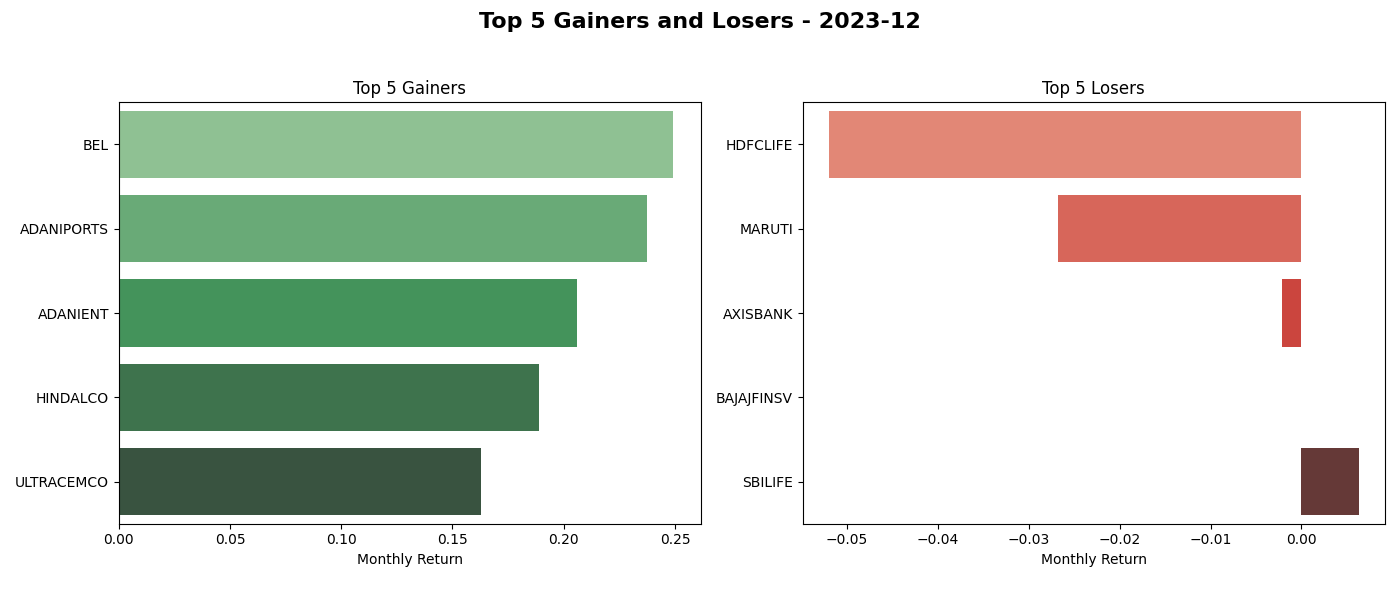 Top 5 Gainers and Losers - 2023-12
Top 5 Gainers
BEL
ADANIPORTS
ADANIENT
HINDALCO
ULTRACEMCO
0.00 0.05 0.10 0.15 0.20 0.25
Monthly Return
Top 5 Losers
HDFCLIFE
MARUTI
AXISBANK
BAJAJFINSV
SBILIFE
−0.05 −0.04 −0.03 −0.02 −0.01 0.00
Monthly Return